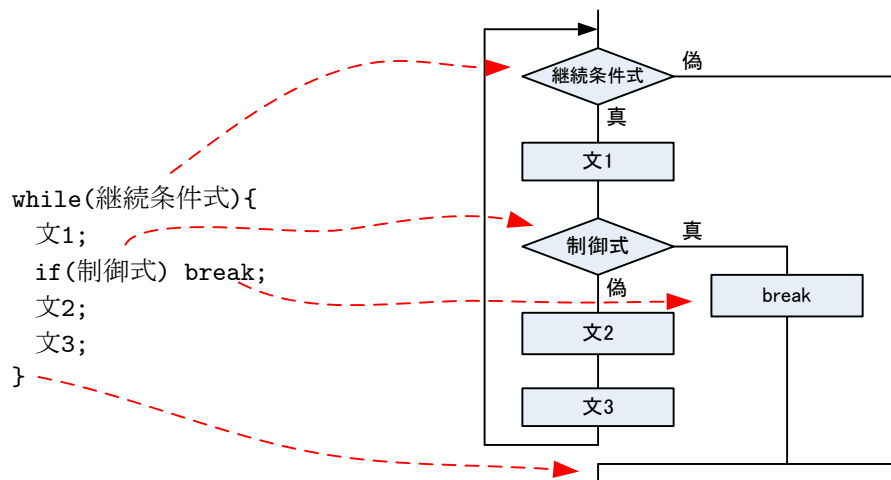 while(継続条件式){
文1;
if(制御式) break;
文2;
文3;
}
継続条件式
偽
真
文1
制御式
真
偽
break
文2
文3